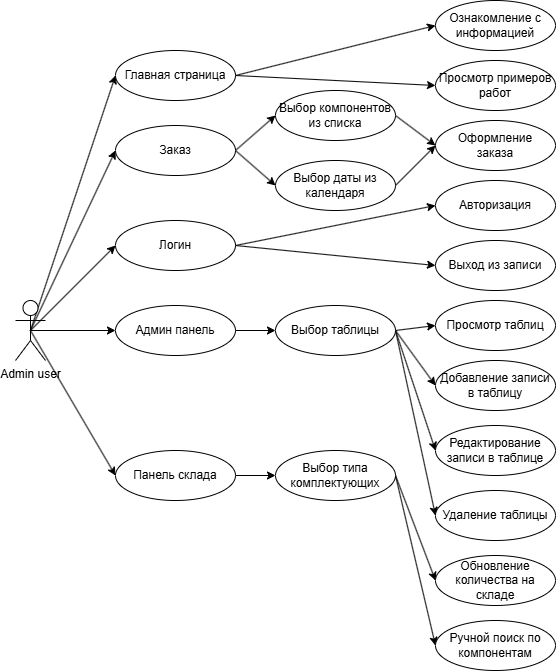 Ознакомление с
информацией
Главная страница
Просмотр примеров
работ
Выбор компонентов
из списка
Заказ
Оформление
заказа
Выбор даты из
календаря
Авторизация
Логин
Выход из записи
Admin user
Админ панель
Выбор таблицы
Просмотр таблиц
Добавление записи
в таблицу
Редактирование
записи в таблице
Панель склада
Выбор типа
комплектующих
Удаление таблицы
Обновление
количества на
складе
Ручной поиск по
компонентам